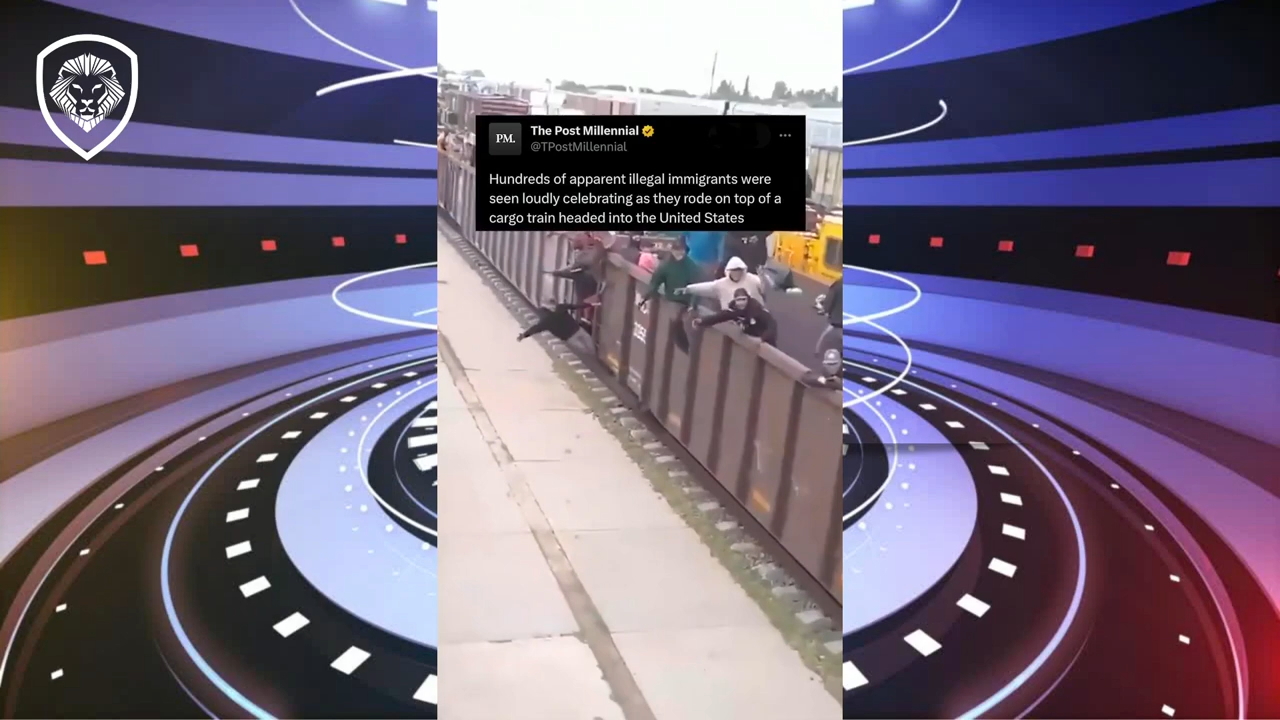 PM.
The Post Millennial
@TPostMillennial
Hundreds of apparent illegal immigrants were
seen loudly celebrating as they rode on top of a
cargo train headed into the United States